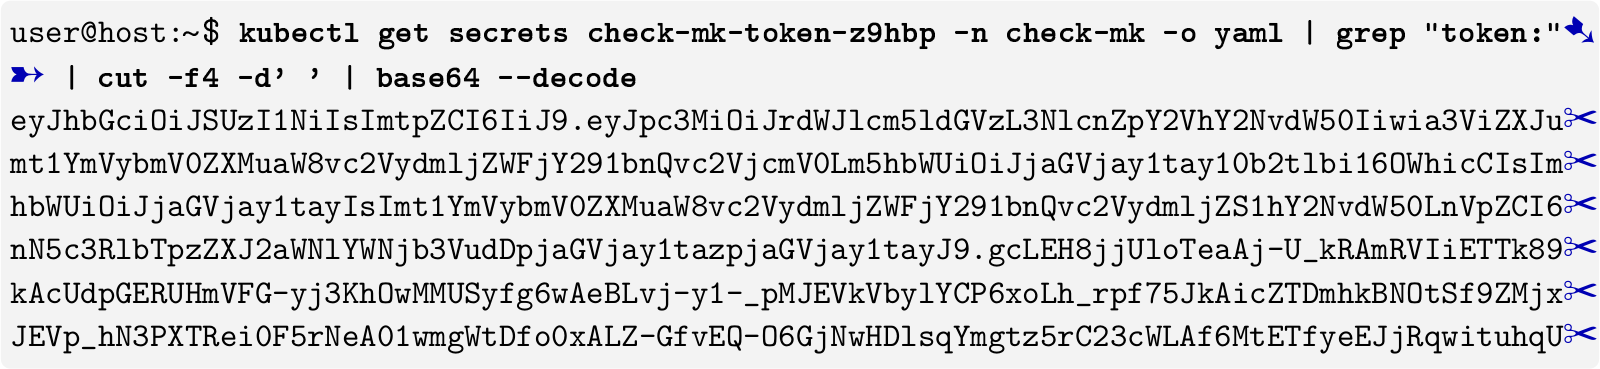 user@host:~$ kubectl get secrets check-mk-token-z9hbp -n check-mk -o yaml | grep "token:"
| cut -f4 -d' ' | base64 --decode
eyJhbGciOiJSUzI1NiIsImtpZCI6IiJ9.eyJpc3MiOiJrdWJlcm5ldGVzL3NlcnZpY2VhY2NvdW50Iiwia3ViZXJu
mt1YmVybmV0ZXMuaW8vc2VydmljZWFjY291bnQvc2VjcmV0Lm5hbWUiOiJjaGVjay1tay10b2tlbi16OWhicCIsIm
hbWUiOiJjaGVjay1tayIsImt1YmVybmV0ZXMuaW8vc2VydmljZWFjY291bnQvc2VydmljZS1hY2NvdW50LnVpZCI6
nN5c3RlbTpzZXJ2aWNlYWNjb3VudDpjaGVjay1tazpjaGVjay1tayJ9.gcLEH8jjUloTeaAj-U_kRAmRVIiETTk89
kAcUdpGERUHmVFG-yj3KhOwMMUSyfg6wAeBLvj-y1-_pMJEVkVbylYCP6xoLh_rpf75JkAicZTDmhkBNOtSf9ZMjx
JEVp_hN3PXTRei0F5rNeA01wmgWtDfo0xALZ-GfvEQ-O6GjNwHDlsqYmgtz5rC23cWLAf6MtETfyeEJjRqwituhqU